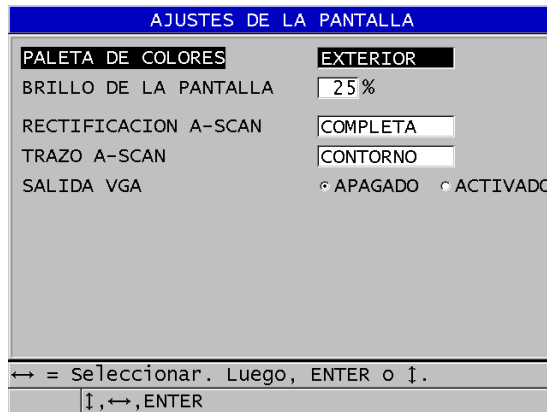 AJUSTES DE LA PANTALLA
PALETA DE COLORES EXTERIOR
BRILLO DE LA PANTALLA 25%
RECTIFICACION A-SCAN COMPLETA
TRAZO A-SCAN CONTORNO
SALIDA VGA APAGADO ACTIVADO
↔ = Seleccionar. Luego, ENTER o ↕.
↕,↔,ENTER